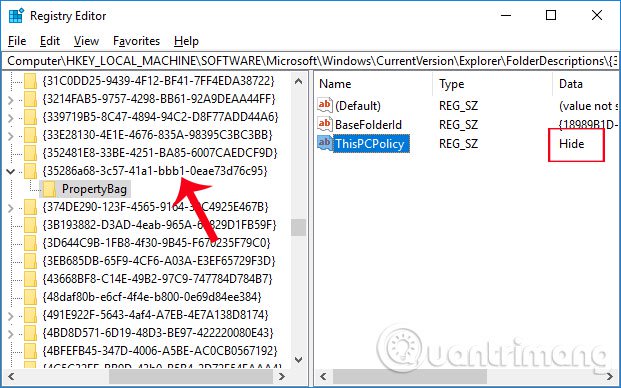 Registry Editor
File Edit View Favorites Help
Computer\HKEY_LOCAL_MACHINE\SOFTWARE\Microsoft\Windows\CurrentVersion\Explorer\FolderDescriptions\{3
{31C0DD25-9439-4F12-BF41-7FF4EDA38722}
{3214FAB5-9757-4298-BB61-92A9DEAA44FF}
{339719B5-8C47-4894-94C2-D8F77ADD44A6}
{33E28130-4E1E-4676-835A-98395C3BC3BB}
{352481E8-33BE-4251-BA85-6007CAEDCF9D}
{35286a68-3c57-41a1-bbb1-0eae73d76c95}
PropertyBag
{374DE290-123F-4565-9164-39C4925E467B}
{3B193882-D3AD-4eab-965A-69829D1FB59F}
{3D644C9B-1FB8-4f30-9B45-F670235F79C0}
{3EB685DB-65F9-4CF6-A03A-E3EF65729F3D}
{43668BF8-C14E-49B2-97C9-747784D784B7}
{48daf80b-e6cf-4f4e-b800-0e69d84ee384}
{491E922F-5643-4af4-A7EB-4E7A138D8174}
{4BD8D571-6D19-48D3-BE97-422220080E43}
{4BFEFB45-347D-4006-A5BE-AC0CB0567192}
Name Type Data
(Default) REG_SZ (value not s
BaseFolderId REG_SZ {18989B1D-
ThisPCPolicy REG_SZ Hide
Quantrimang